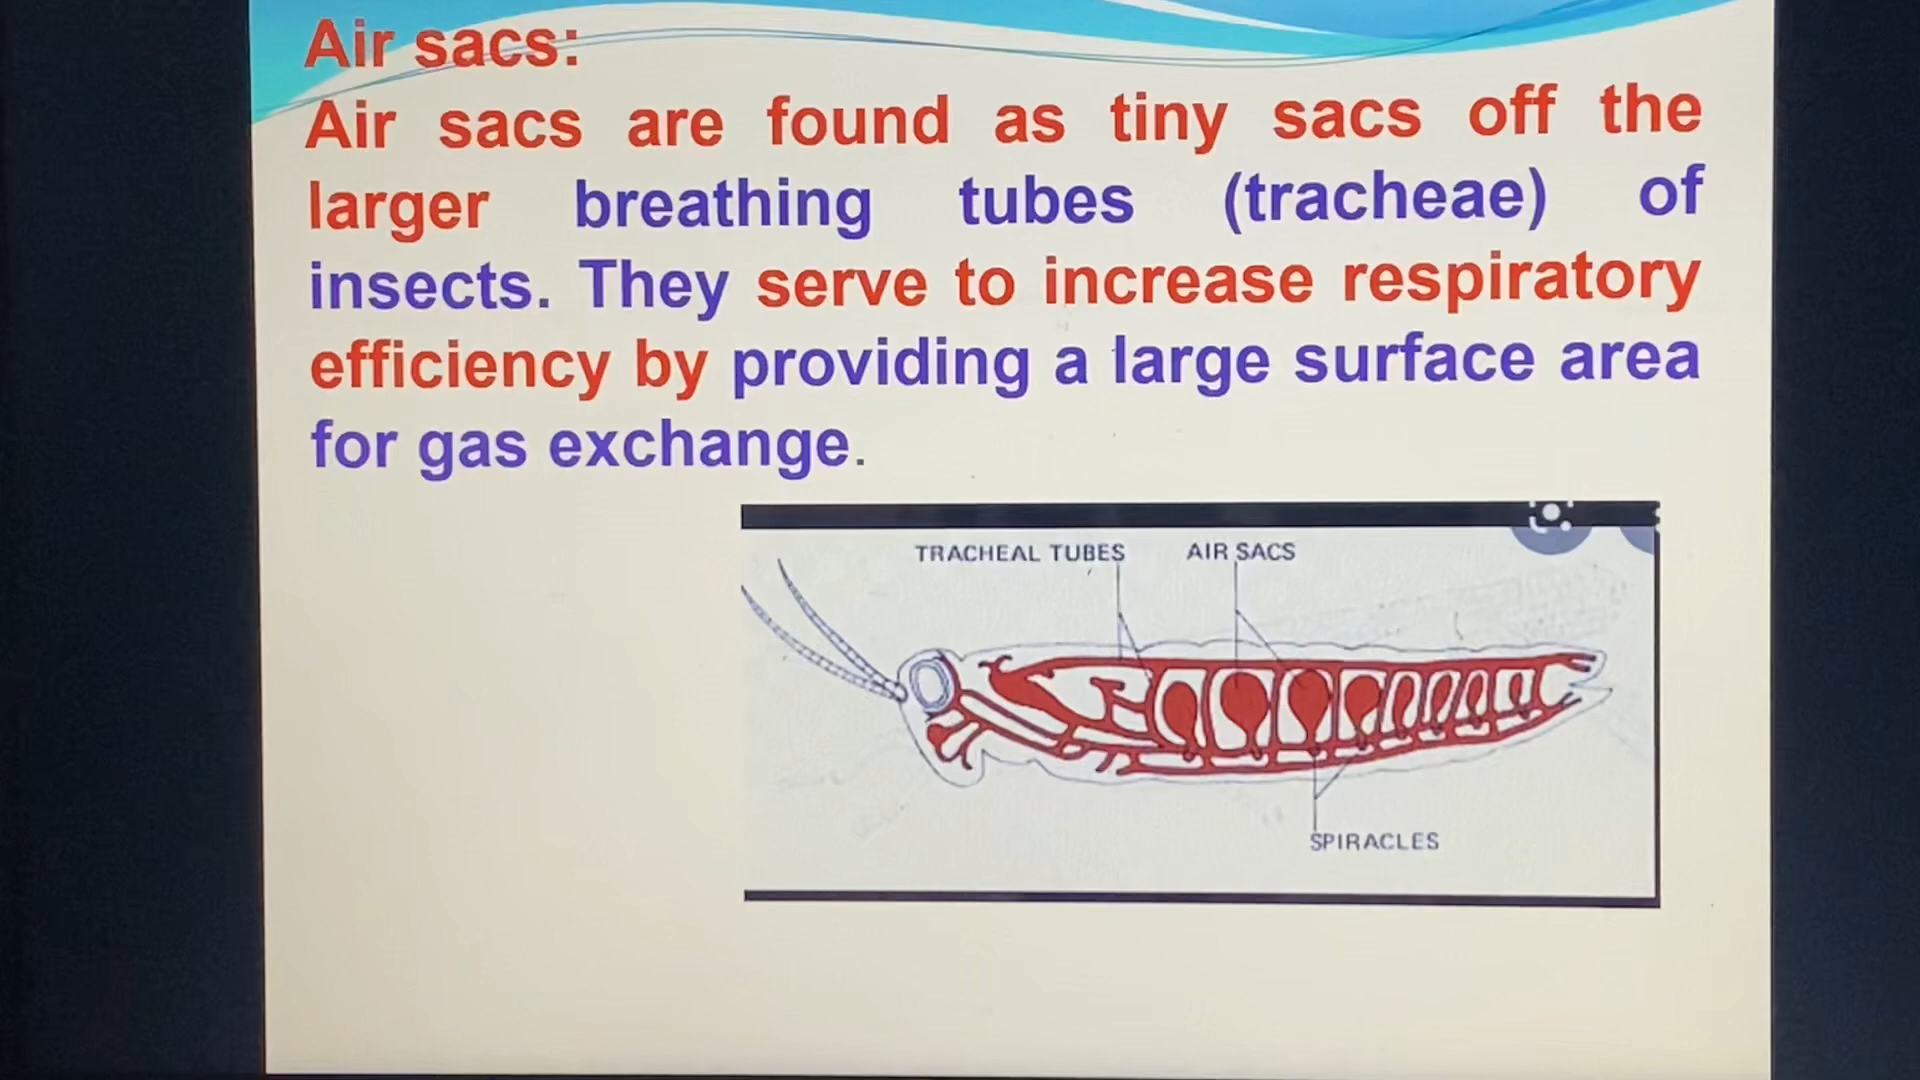 Air sacs:
Air sacs are found as tiny sacs off the
larger breathing tubes (tracheae) of
insects. They serve to increase respiratory
efficiency by providing a large surface area
for gas exchange.
TRACHEAL TUBES AIR SACS
SPIRACLES